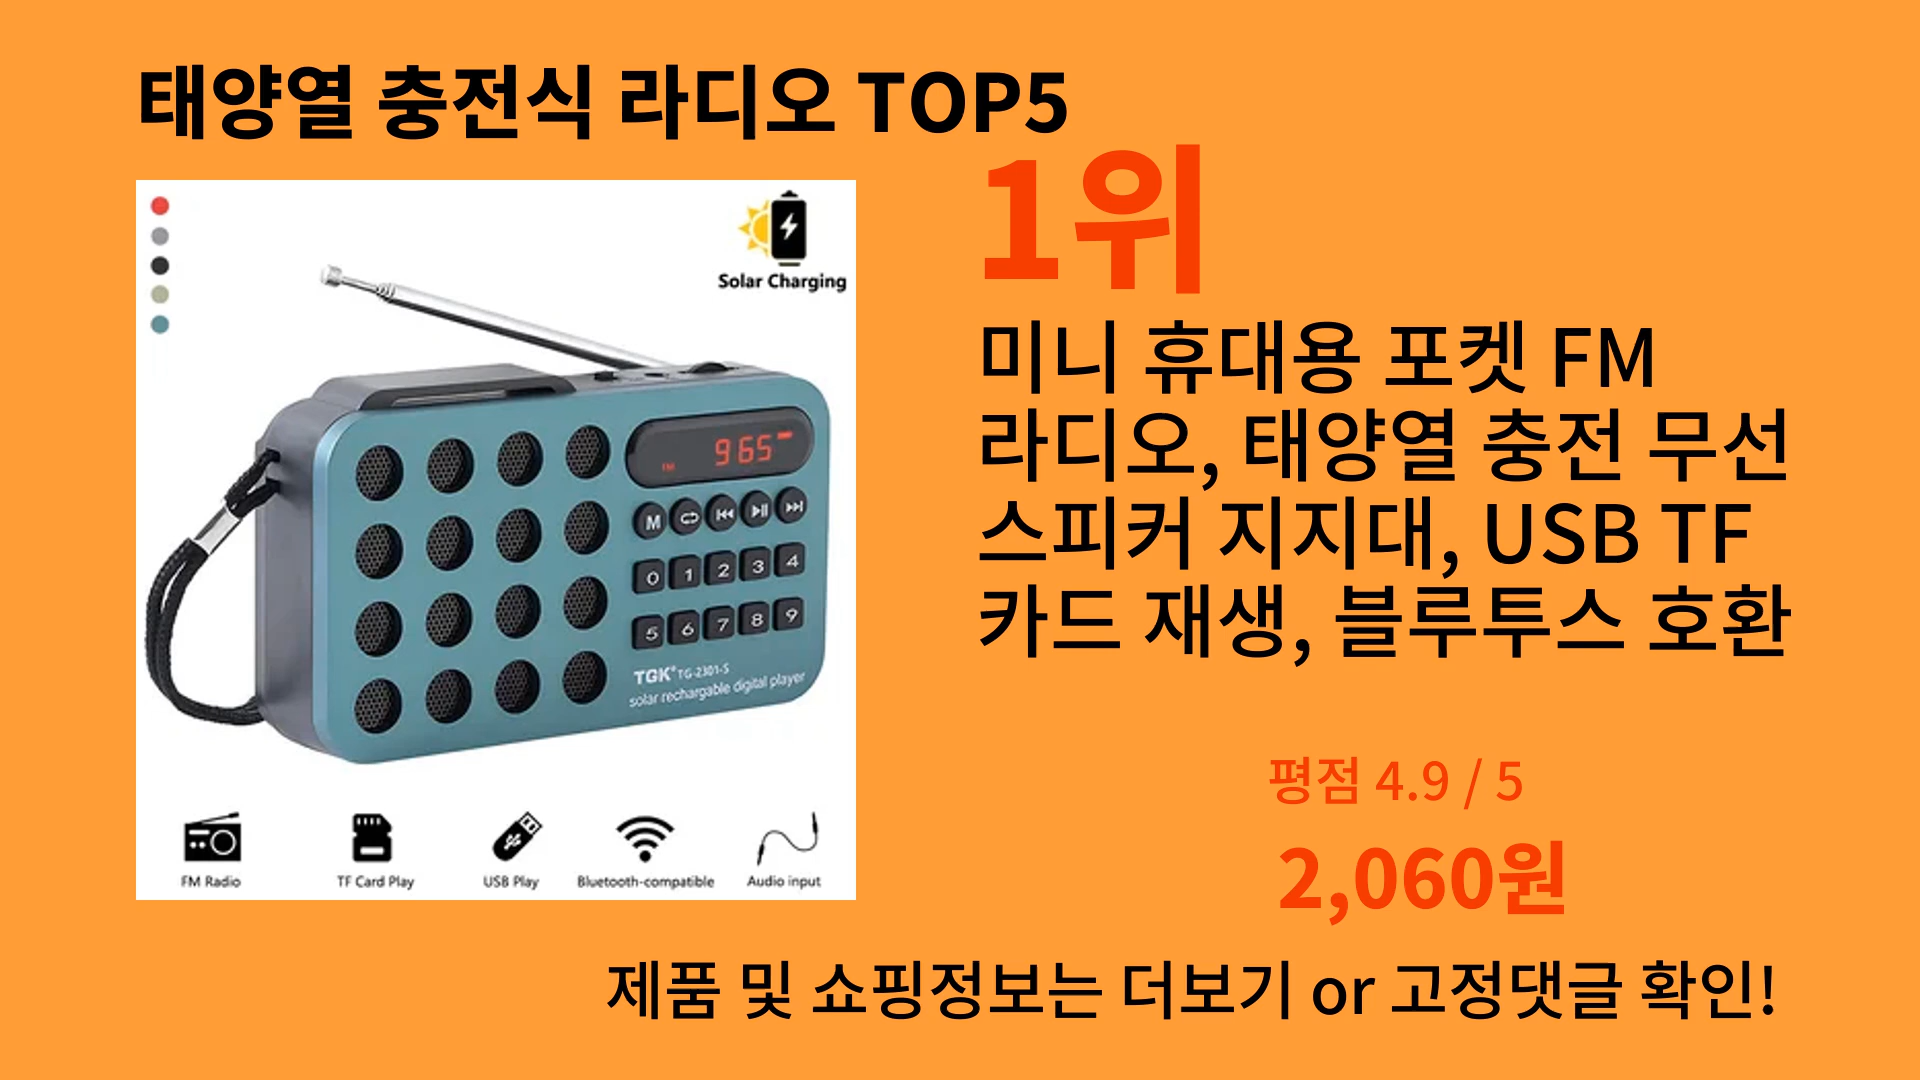 태양열 충전식 라디오 TOP5
1위
Solar Charging
미니 휴대용 포켓 FM
라디오, 태양열 충전 무선
스피커 지지대, USB TF
카드 재생, 블루투스 호환
FM 965
M
0 1 2 3 4
5 6 7 8 9
TGK® TG-2301-S
solar rechargable digital player
평점 4.9 / 5
2,060원
FM Radio
TF Card Play
USB Play
Bluetooth-compatible
Audio input
제품 및 쇼핑정보는 더보기 or 고정댓글 확인!